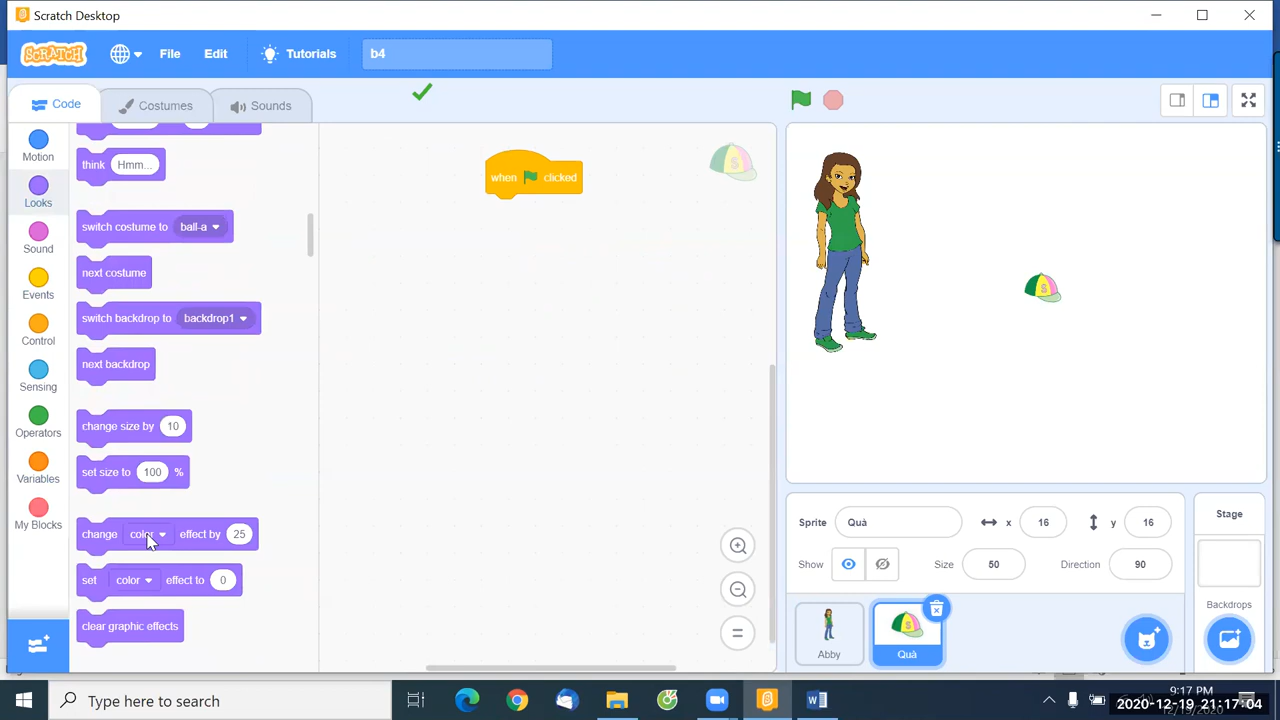 Scratch Desktop
SCRATCH File Edit Tutorials b4
Code Costumes Sounds
Motion
Looks
Sound
Events
Control
Sensing
Operators
Variables
My Blocks
think Hmm...
switch costume to ball-a
next costume
switch backdrop to backdrop1
next backdrop
change size by 10
set size to 100 %
change color effect by 25
set color effect to 0
clear graphic effects
when clicked
S
S
Sprite Quà x 16 y 16
Show Size 50 Direction 90
Abby
Quà
Stage
Backdrops
Type here to search
9:17 PM
2020-12-19 21:17:04